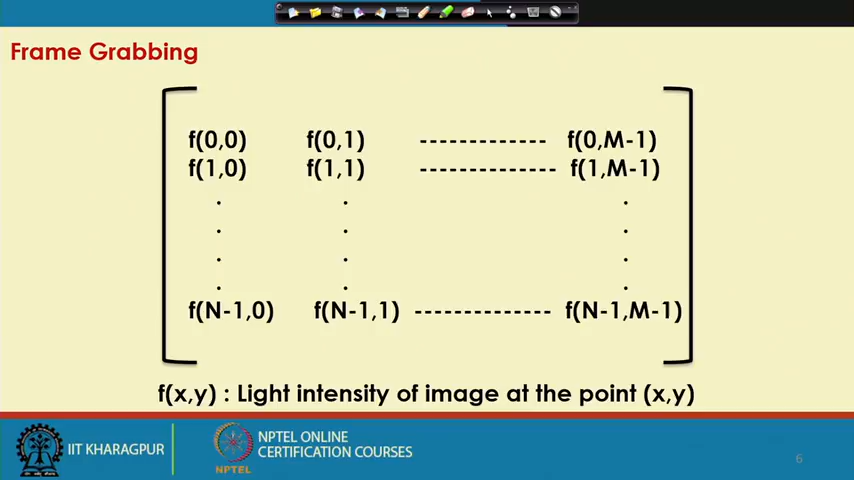 Frame Grabbing
f(0,0) f(0,1) ------------- f(0,M-1)
f(1,0) f(1,1) -------------- f(1,M-1)
. . .
. . .
. . .
. . .
f(N-1,0) f(N-1,1) -------------- f(N-1,M-1)
f(x,y) : Light intensity of image at the point (x,y)
IIT KHARAGPUR
NPTEL
NPTEL ONLINE
CERTIFICATION COURSES
6